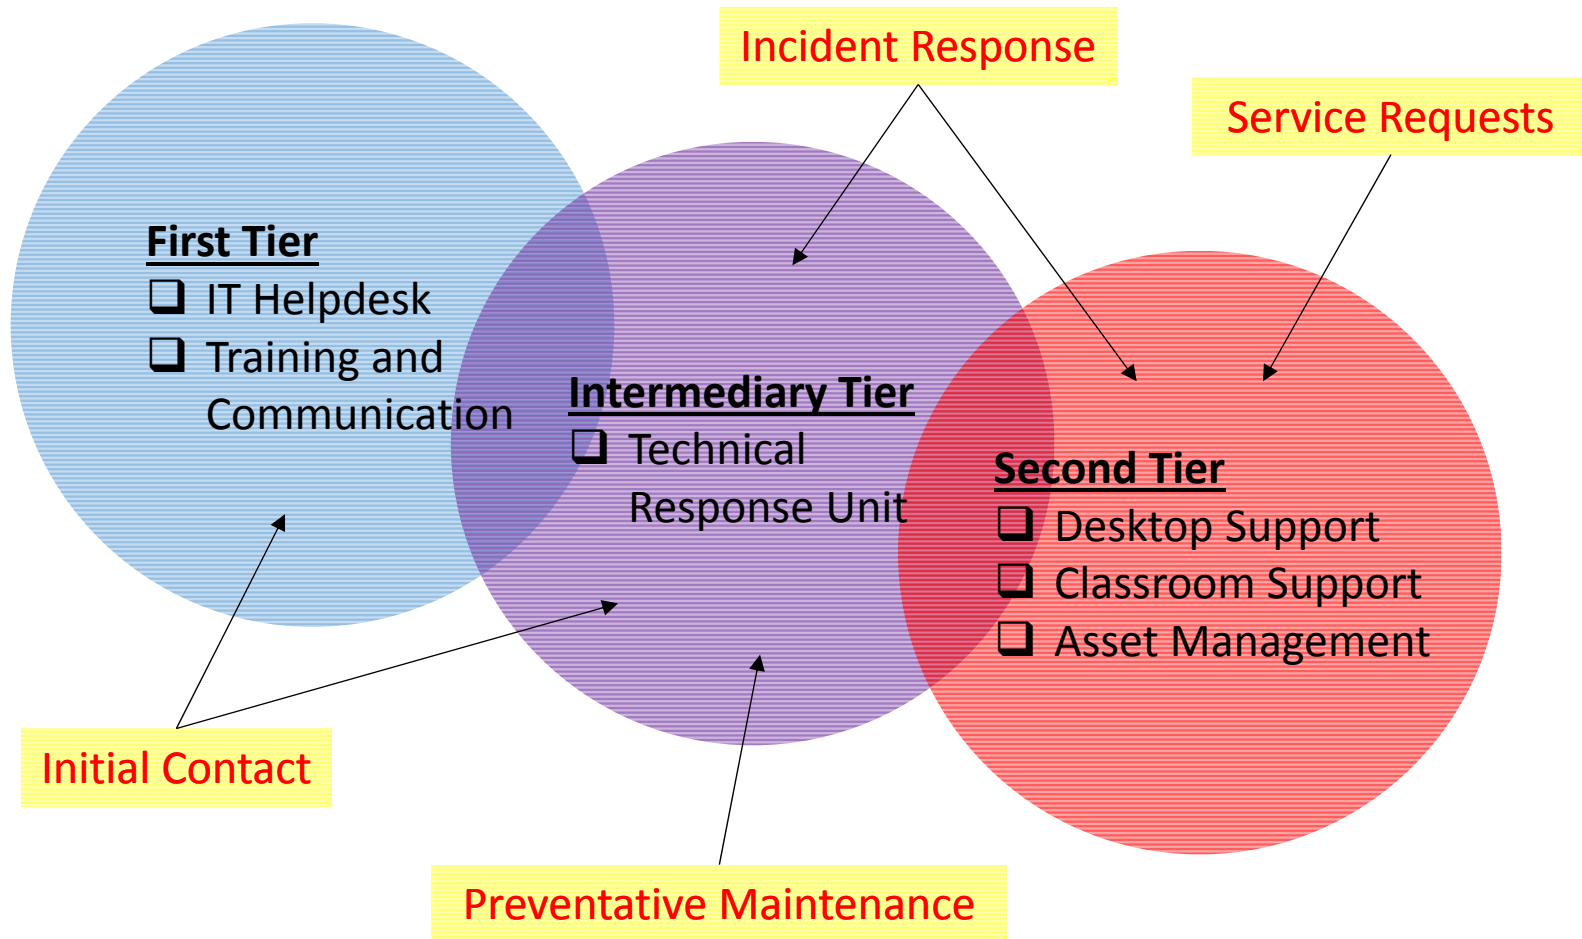 Incident Response
Service Requests
First Tier
❑ IT Helpdesk
❑ Training and
Communication
Intermediary Tier
❑ Technical
Response Unit
Second Tier
❑ Desktop Support
❑ Classroom Support
❑ Asset Management
Initial Contact
Preventative Maintenance